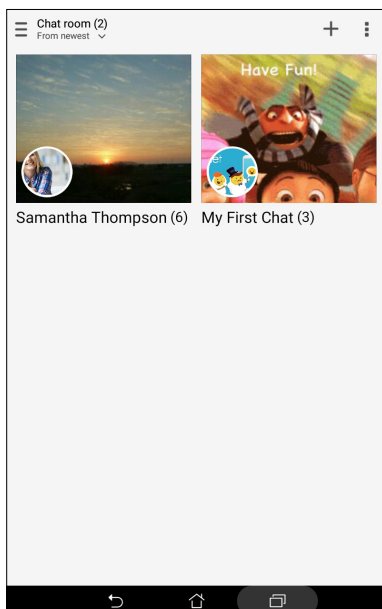 Chat room (2)
From newest
Have Fun!
Samantha Thompson (6)
My First Chat (3)